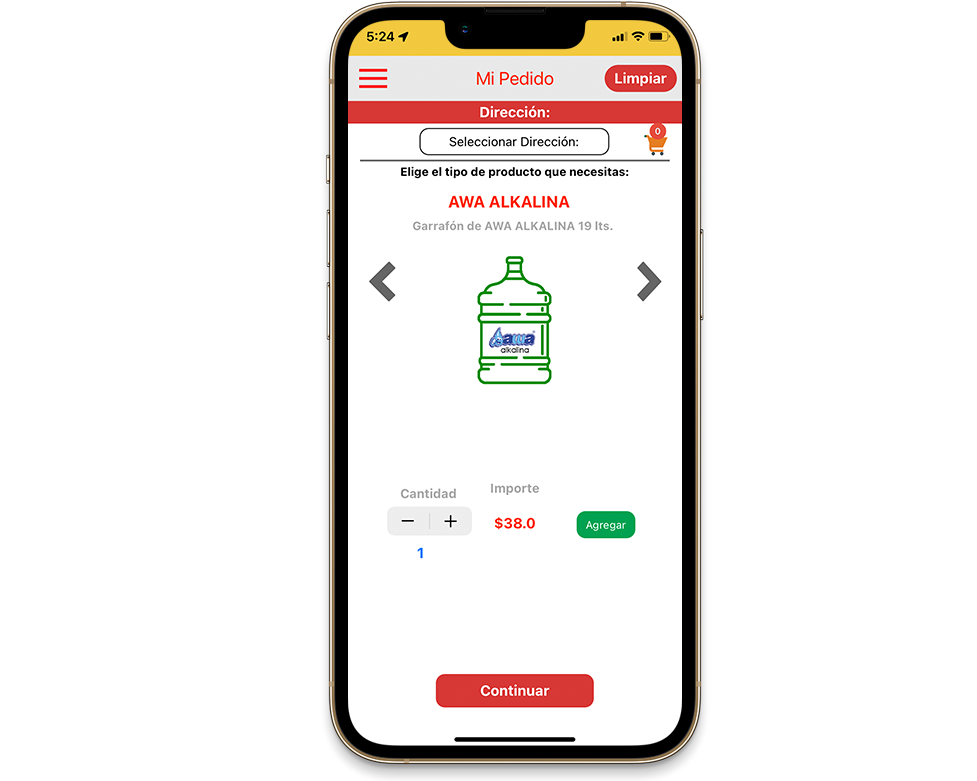 5:24
Mi Pedido
Limpiar
Dirección:
Seleccionar Dirección:
0
Elige el tipo de producto que necesitas:
AWA ALKALINA
Garrafón de AWA ALKALINA 19 lts.
awa
alkalina
Cantidad
Importe
− +
$38.0
Agregar
1
Continuar